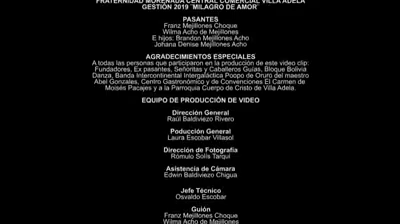 FRATERNIDAD MORENADA CENTRAL COMERCIAL VILLA ADELA
GESTIÓN 2019 ¨MILAGRO DE AMOR¨
PASANTES
Franz Mejillones Choque
Wilma Acho de Mejillones
E hijos: Brandon Mejillones Acho
Johana Denise Mejillones Acho
AGRADECIMIENTOS ESPECIALES
A todas las personas que participaron en la producción de este video clip:
Fundadores, Ex pasantes, Señoritas y Caballeros Guías, Bloque Bolivia
Danza, Banda Intercontinental Intergaláctica Poopo de Oruro del maestro
Abel Gonzales, Centro Gastronómico y de Convenciones El Carmen de
Moisés Pacajes y a la Parroquia Cuerpo de Cristo de Villa Adela.
EQUIPO DE PRODUCCIÓN DE VIDEO
Dirección General
Raúl Baldiviezo Rivero
Poducción General
Laura Escobar Villasol
Dirección de Fotografía
Rómulo Solís Tarqui
Asistencia de Cámara
Edwin Baldiviezo Chigua
Jefe Técnico
Osvaldo Escobar
Guión
Franz Mejillones Choque
Wilma Acho de Mejillones